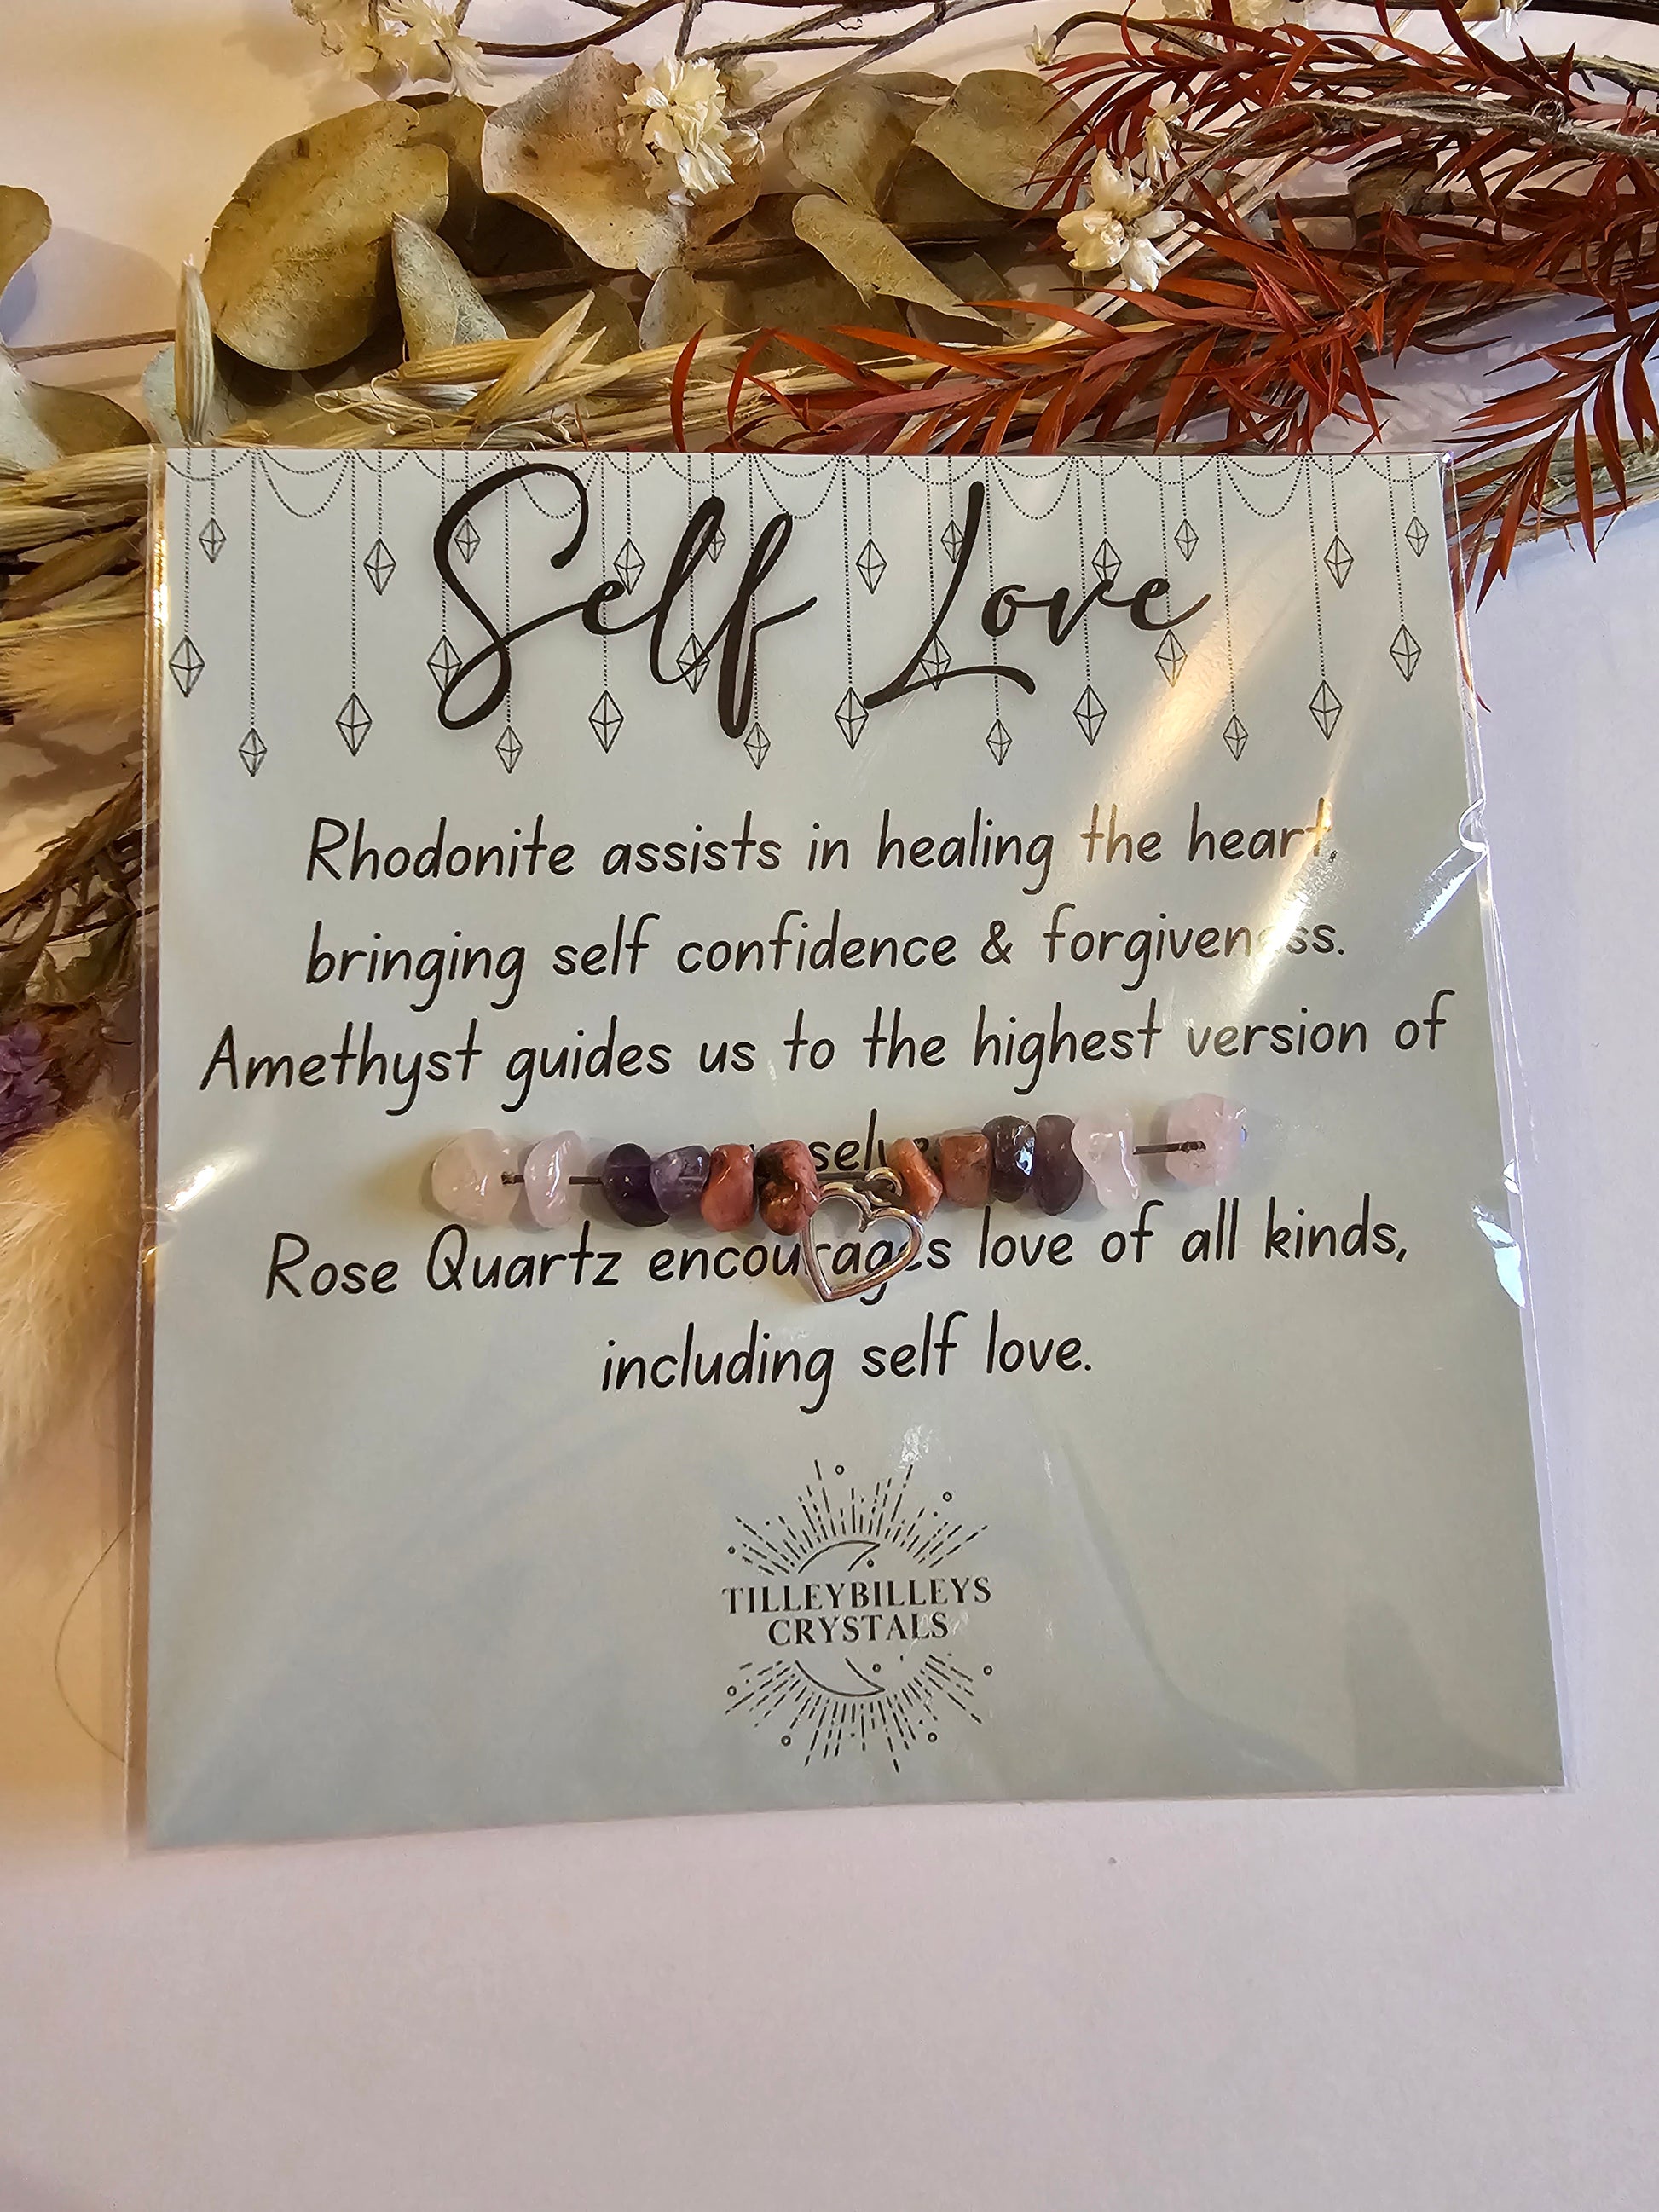 Self Love
Rhodonite assists in healing the heart,
bringing self confidence & forgiveness.
Amethyst guides us to the highest version of
Rose Quartz encourages love of all kinds,
including self love.
TILLEYBILLEYS
CRYSTALS